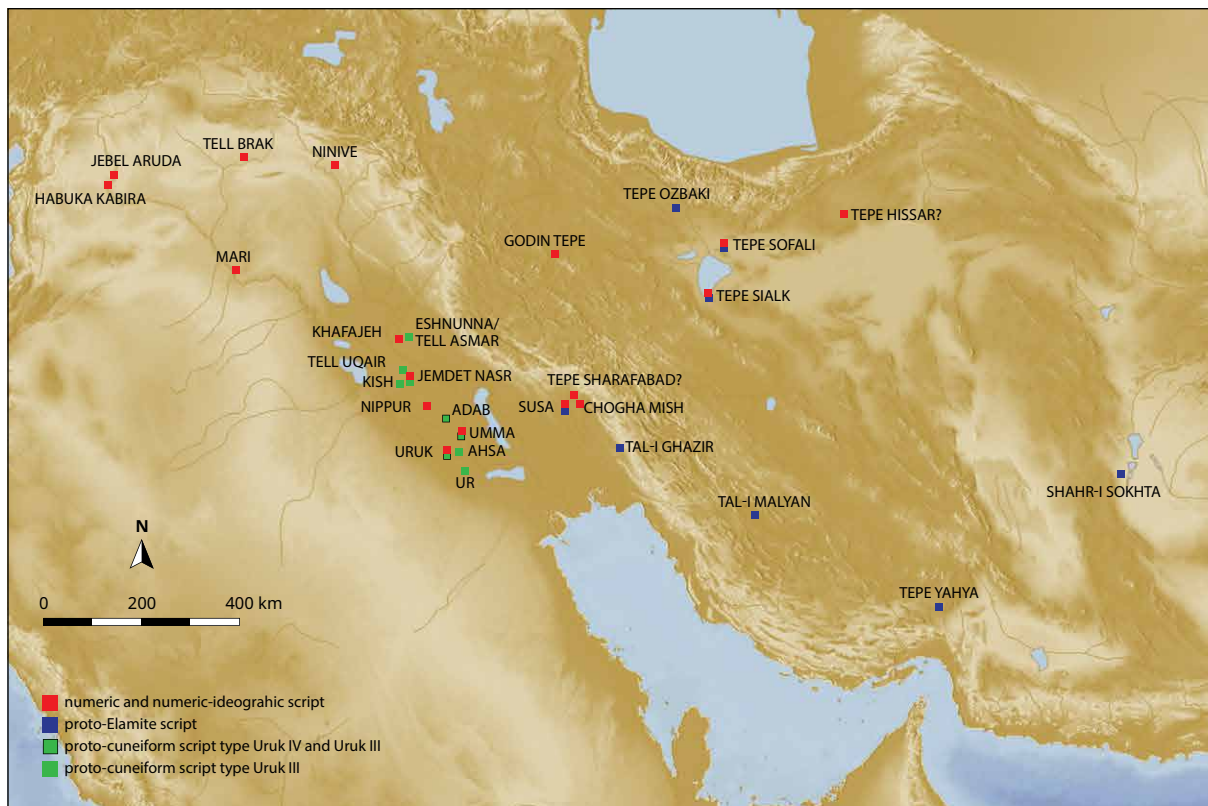 TELL BRAK
NINIVE
JEBEL ARUDA
HABUKA KABIRA
TEPE OZBAKI
TEPE HISSAR?
GODIN TEPE
TEPE SOFALI
MARI
TEPE SIALK
KHAFAJEH
ESHNUNNA/
TELL ASMAR
TELL UQAIR
KISH
JEMDET NASR
TEPE SHARAFABAD?
NIPPUR
ADAB
SUSA
CHOGHA MISH
UMMA
URUK
AHSA
TAL-I GHAZIR
UR
SHAHR-I SOKHTA
TAL-I MALYAN
N
TEPE YAHYA
0 200 400 km
numeric and numeric-ideograhic script
proto-Elamite script
proto-cuneiform script type Uruk IV and Uruk III
proto-cuneiform script type Uruk III